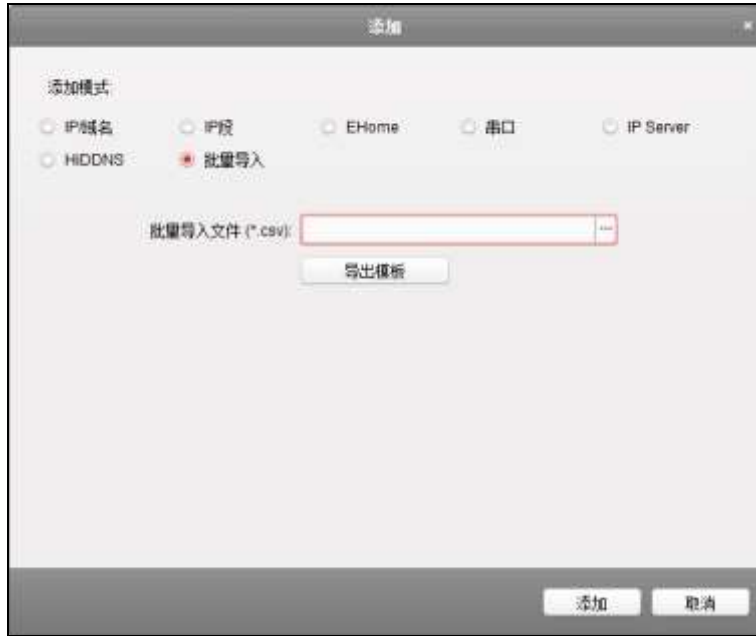 添加
添加模式
IP/域名 IP段 EHome 串口 IP Server
HiDDNS 批量导入
批量导入文件 (*.csv):
导出模板
添加 取消